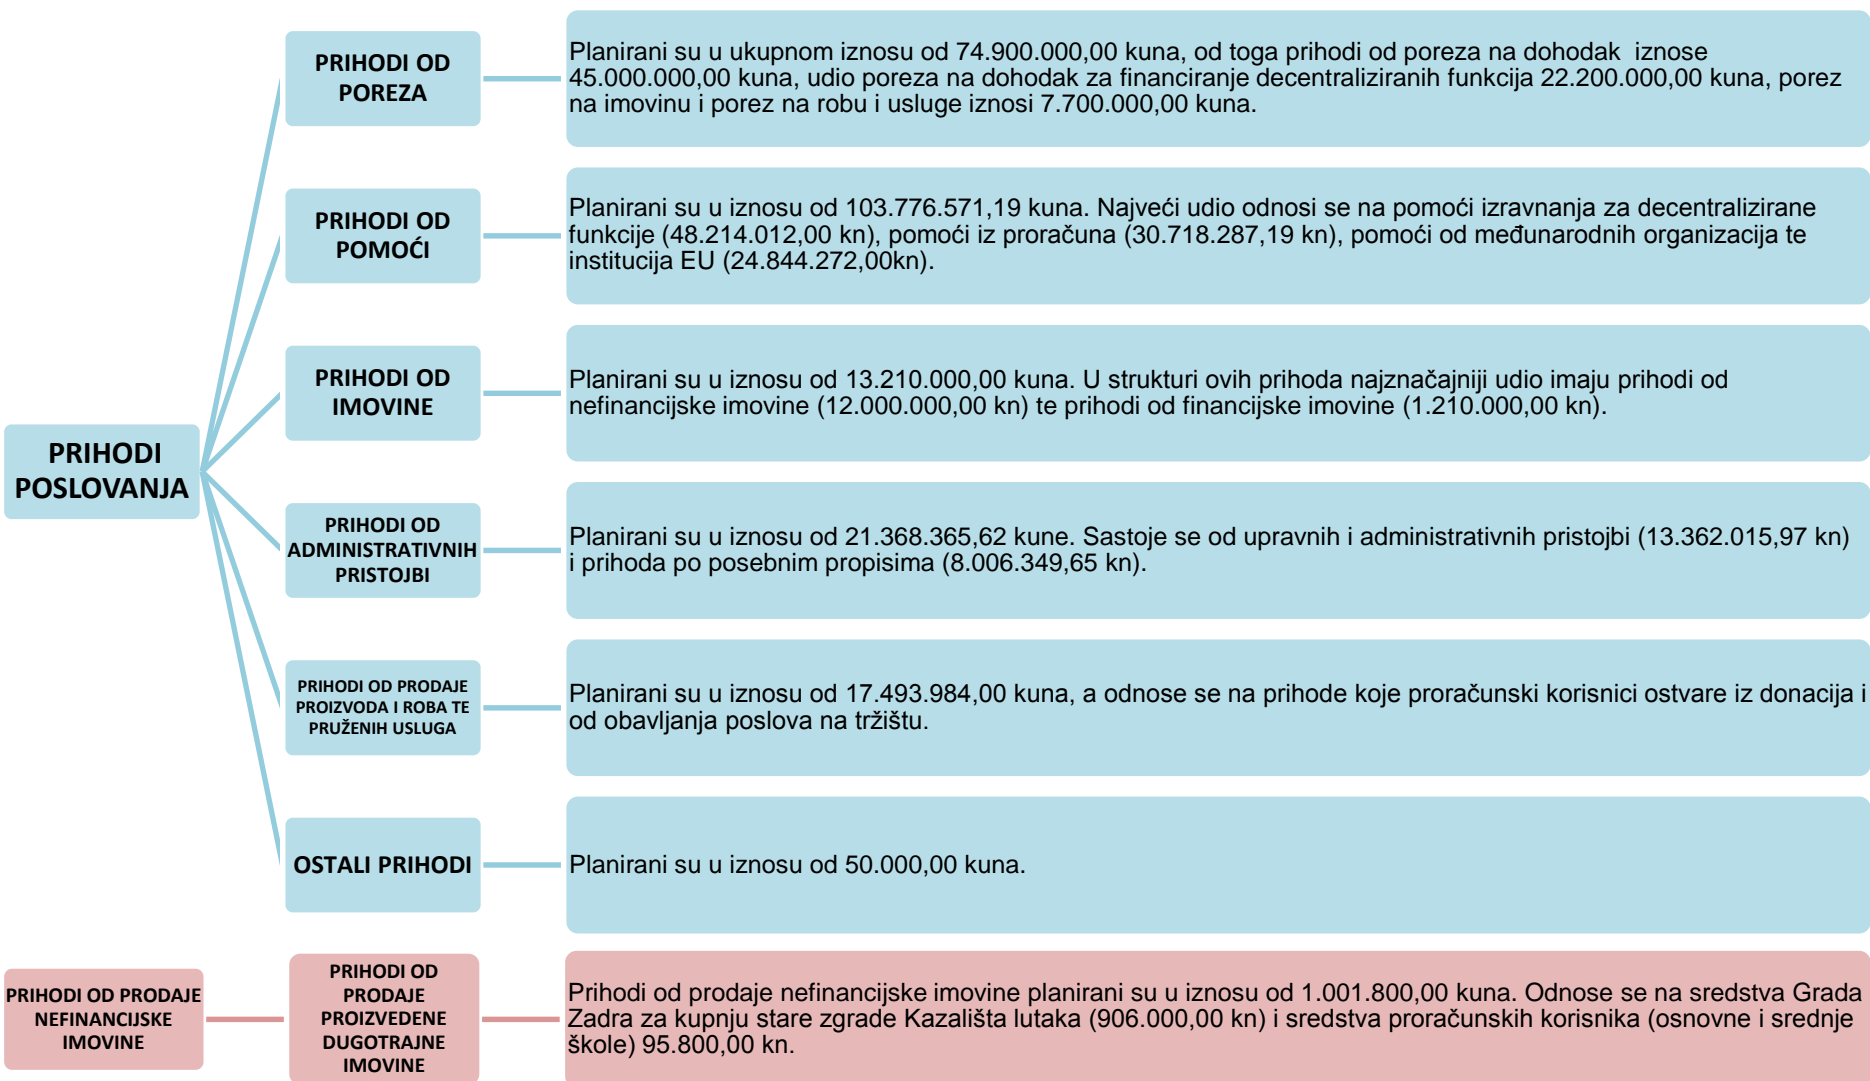 PRIHODI
POSLOVANJA
PRIHODI OD
POREZA
Planirani su u ukupnom iznosu od 74.900.000,00 kuna, od toga prihodi od poreza na dohodak  iznose
45.000.000,00 kuna, udio poreza na dohodak za financiranje decentraliziranih funkcija 22.200.000,00 kuna, porez
na imovinu i porez na robu i usluge iznosi 7.700.000,00 kuna.
PRIHODI OD
POMOĆI
Planirani su u iznosu od 103.776.571,19 kuna. Najveći udio odnosi se na pomoći izravnanja za decentralizirane
funkcije (48.214.012,00 kn), pomoći iz proračuna (30.718.287,19 kn), pomoći od međunarodnih organizacija te
institucija EU (24.844.272,00kn).
PRIHODI OD
IMOVINE
Planirani su u iznosu od 13.210.000,00 kuna. U strukturi ovih prihoda najznačajniji udio imaju prihodi od
nefinancijske imovine (12.000.000,00 kn) te prihodi od financijske imovine (1.210.000,00 kn).
PRIHODI OD
ADMINISTRATIVNIH
PRISTOJBI
Planirani su u iznosu od 21.368.365,62 kune. Sastoje se od upravnih i administrativnih pristojbi (13.362.015,97 kn)
i prihoda po posebnim propisima (8.006.349,65 kn).
PRIHODI OD PRODAJE
PROIZVODA I ROBA TE
PRUŽENIH USLUGA
Planirani su u iznosu od 17.493.984,00 kuna, a odnose se na prihode koje proračunski korisnici ostvare iz donacija i
od obavljanja poslova na tržištu.
OSTALI PRIHODI
Planirani su u iznosu od 50.000,00 kuna.
PRIHODI OD PRODAJE
NEFINANCIJSKE
IMOVINE
PRIHODI OD
PRODAJE
PROIZVEDENE
DUGOTRAJNE
IMOVINE
Prihodi od prodaje nefinancijske imovine planirani su u iznosu od 1.001.800,00 kuna. Odnose se na sredstva Grada
Zadra za kupnju stare zgrade Kazališta lutaka (906.000,00 kn) i sredstva proračunskih korisnika (osnovne i srednje
škole) 95.800,00 kn.